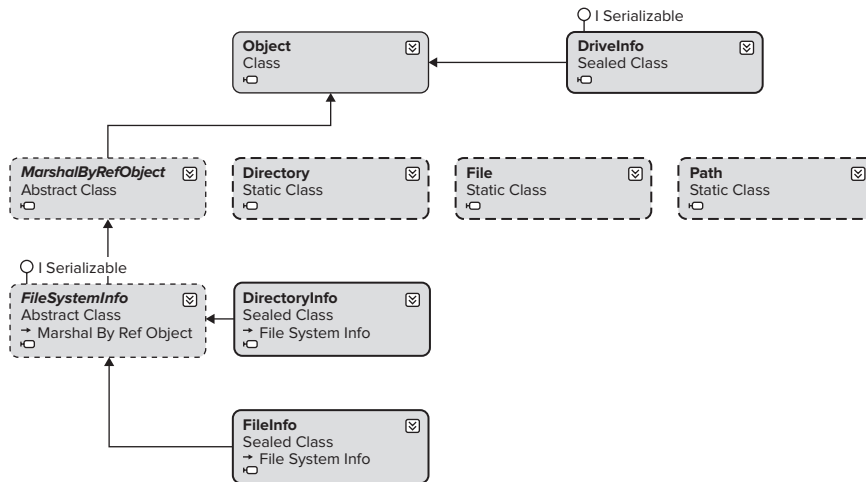 I Serializable
Object
Class
DriveInfo
Sealed Class
MarshalByRefObject
Abstract Class
Directory
Static Class
File
Static Class
Path
Static Class
I Serializable
FileSystemInfo
Abstract Class
Marshal By Ref Object
DirectoryInfo
Sealed Class
File System Info
FileInfo
Sealed Class
File System Info